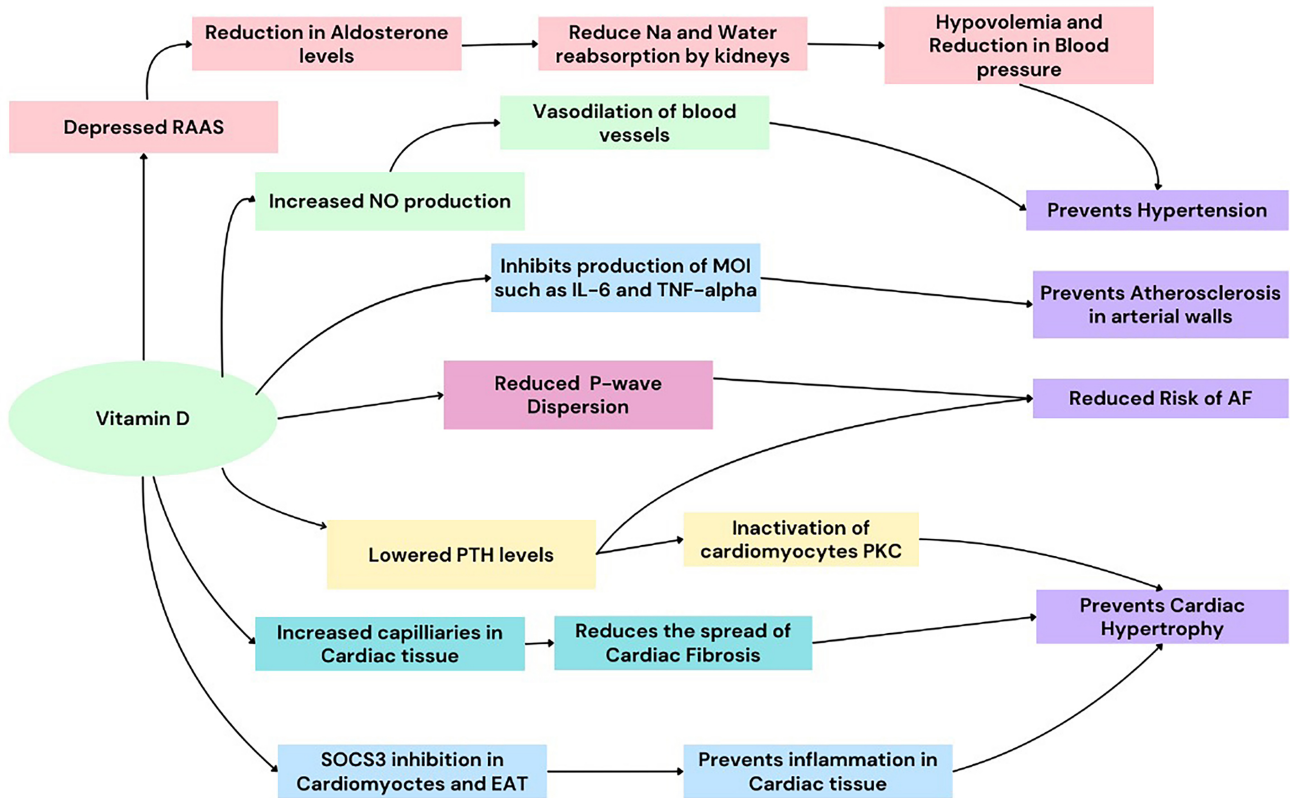 Reduction in Aldosterone
levels
Reduce Na and Water
reabsorption by kidneys
Hypovolemia and
Reduction in Blood
pressure
Depressed RAAS
Vasodilation of blood
vessels
Increased NO production
Prevents Hypertension
Inhibits production of MOI
such as IL-6 and TNF-alpha
Prevents Atherosclerosis
in arterial walls
Vitamin D
Reduced P-wave
Dispersion
Reduced Risk of AF
Lowered PTH levels
Inactivation of
cardiomyocytes PKC
Prevents Cardiac
Hypertrophy
Increased capilliaries in
Cardiac tissue
Reduces the spread of
Cardiac Fibrosis
SOCS3 inhibition in
Cardiomyoctes and EAT
Prevents inflammation in
Cardiac tissue